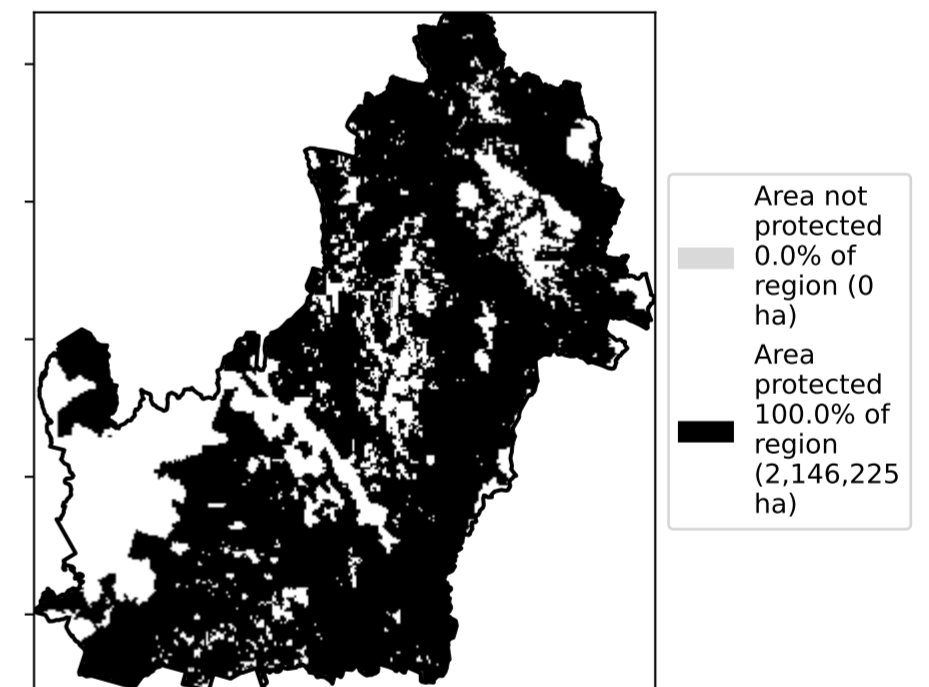 Area not
protected
0.0% of
region (0
ha)
Area
protected
100.0% of
region
(2,146,225
ha)